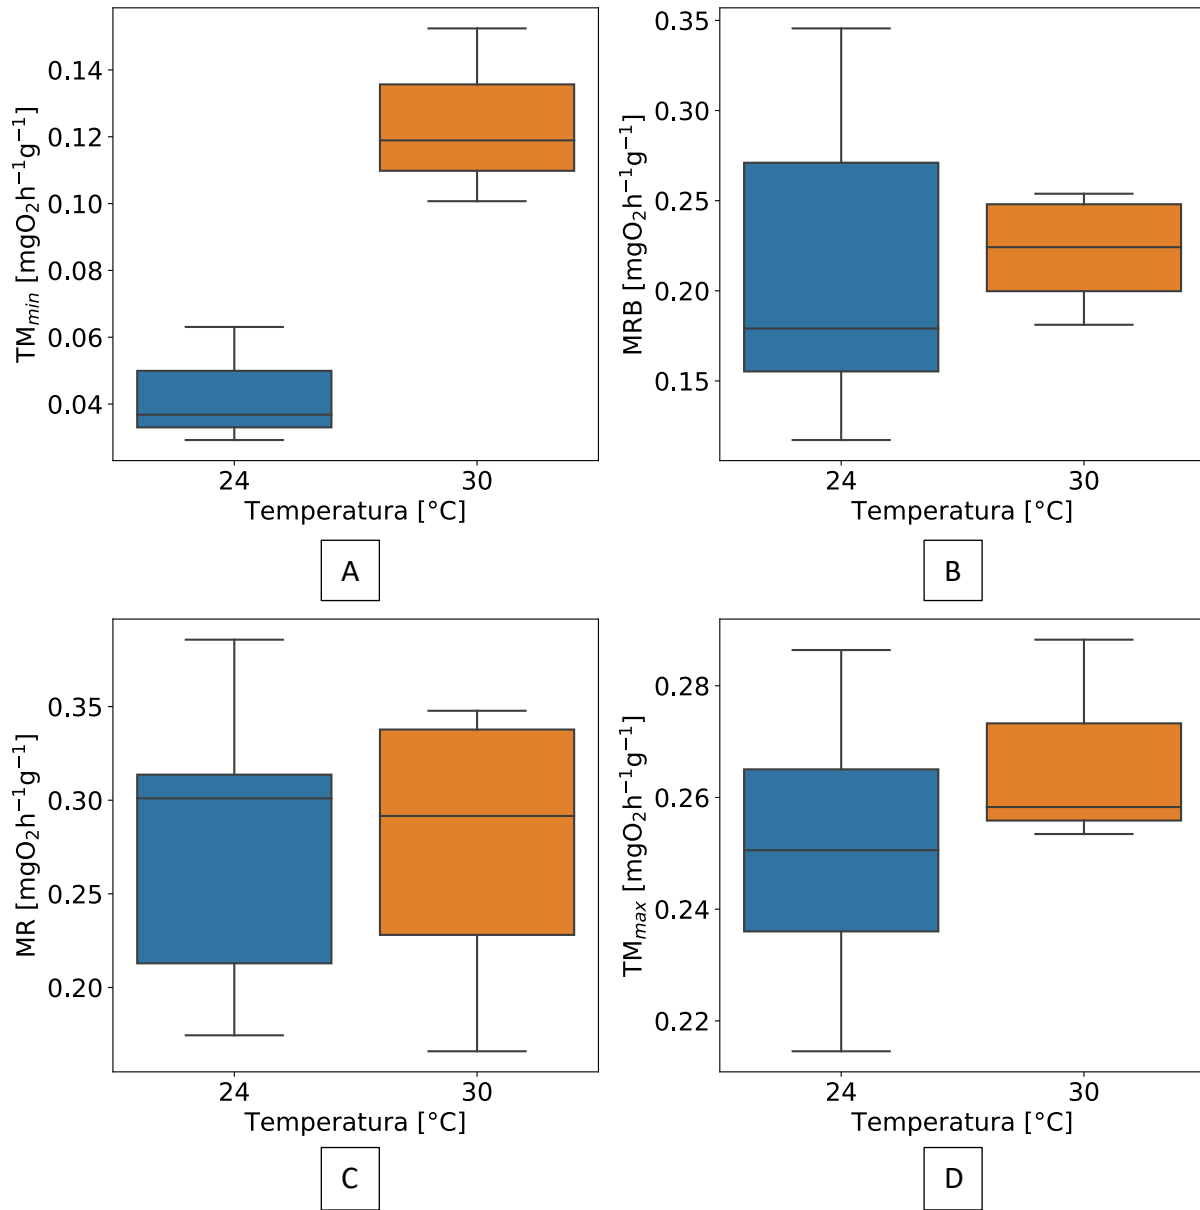 TM_min [mgO₂h⁻¹g⁻¹]
0.14
0.12
0.10
0.08
0.06
0.04
24 30
Temperatura [°C]
A
MRB [mgO₂h⁻¹g⁻¹]
0.35
0.30
0.25
0.20
0.15
24 30
Temperatura [°C]
B
MR [mgO₂h⁻¹g⁻¹]
0.35
0.30
0.25
0.20
24 30
Temperatura [°C]
C
TM_max [mgO₂h⁻¹g⁻¹]
0.28
0.26
0.24
0.22
24 30
Temperatura [°C]
D